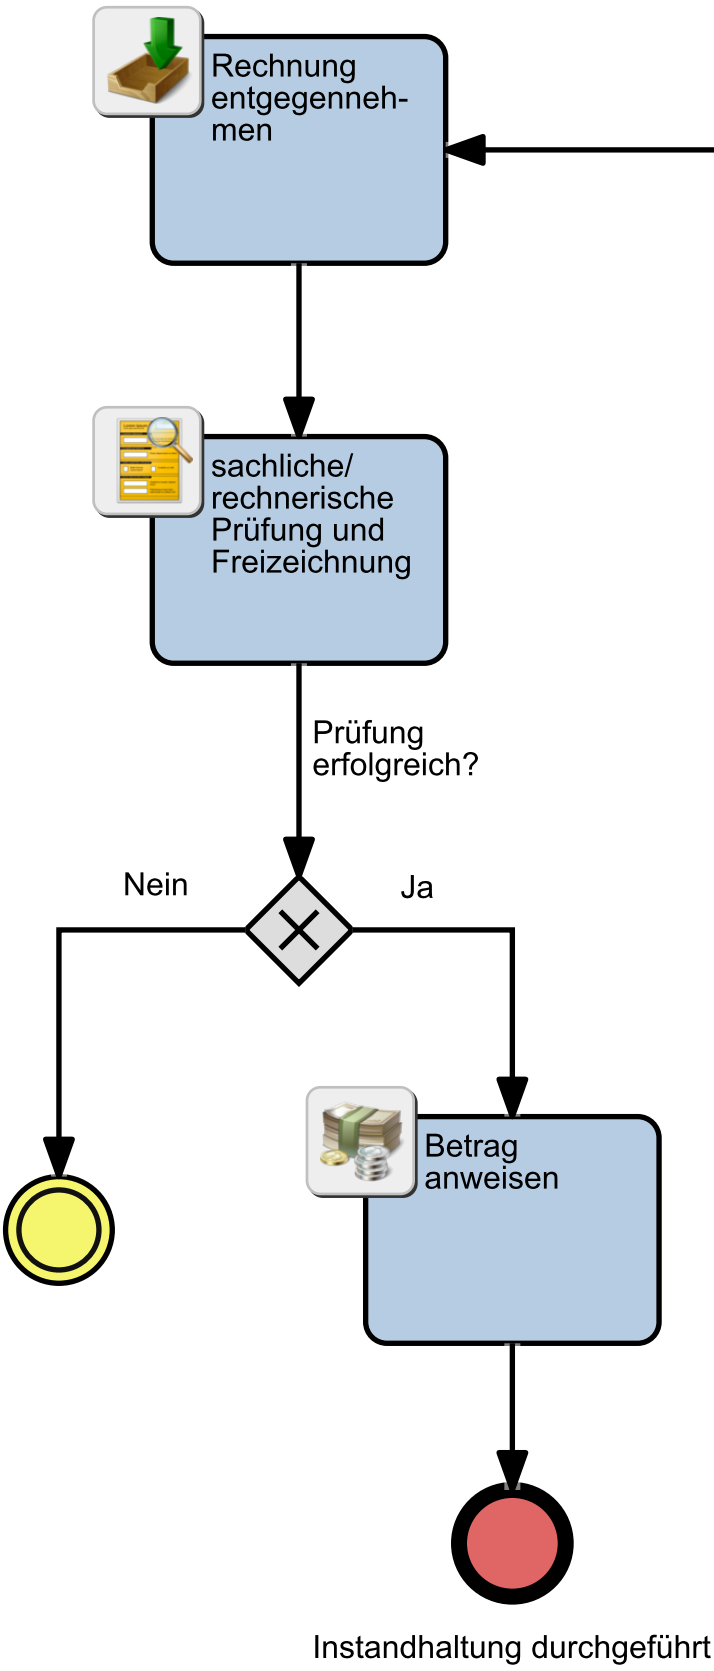 Rechnung
entgegenneh-
men
sachliche/
rechnerische
Prüfung und
Freizeichnung
Prüfung
erfolgreich?
Nein
Ja
Betrag
anweisen
Instandhaltung durchgeführt